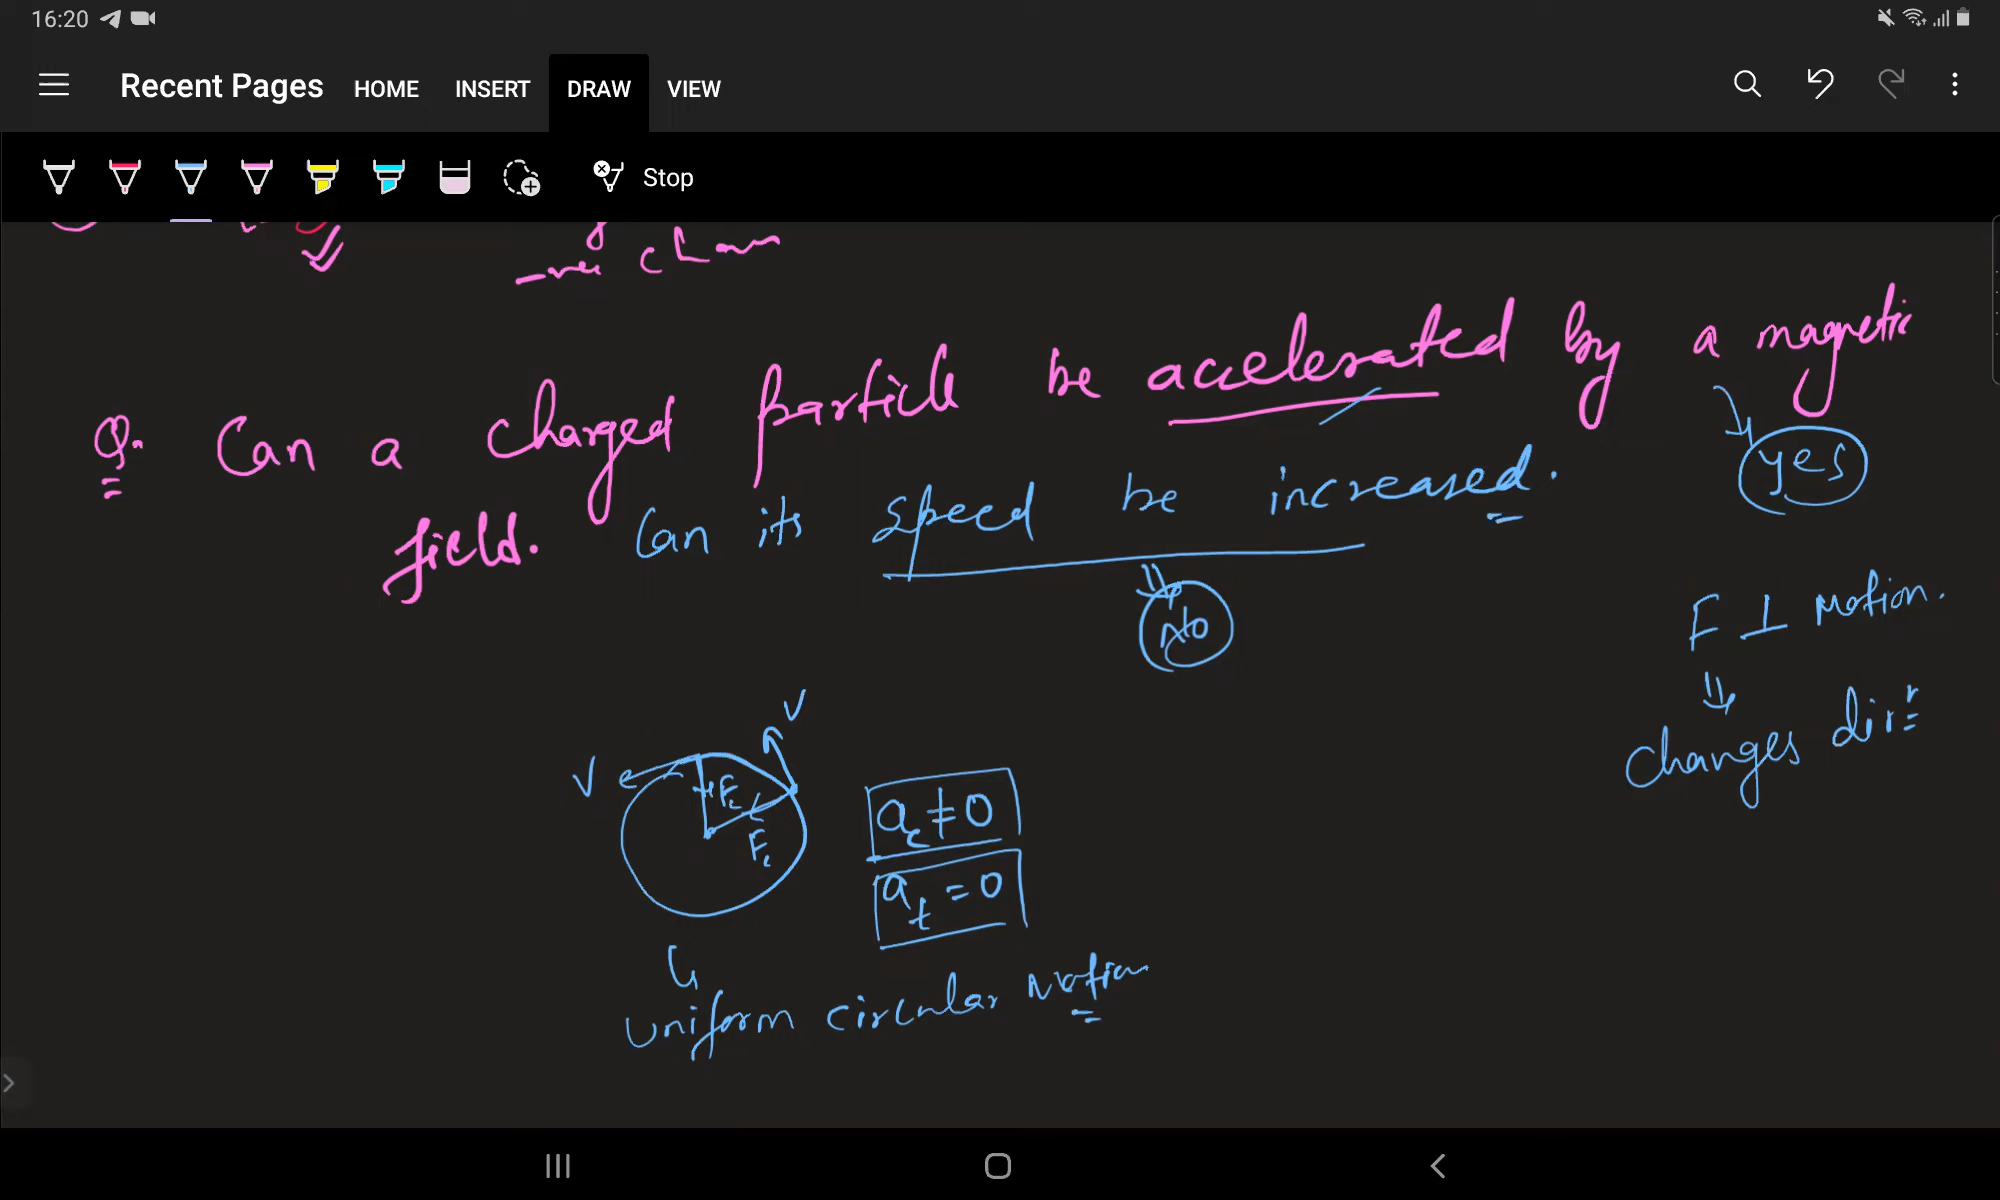 16:20
Recent Pages HOME INSERT DRAW VIEW
Stop
-ve
Q. Can a charged particle be accelerated by a magnetic
yes
field. Can its speed be increased.
No
F ⊥ Motion.
⇓
changes dirⁿ
V
V
Fc
Fc
ac ≠ 0
at = 0
Uniform circular Motion